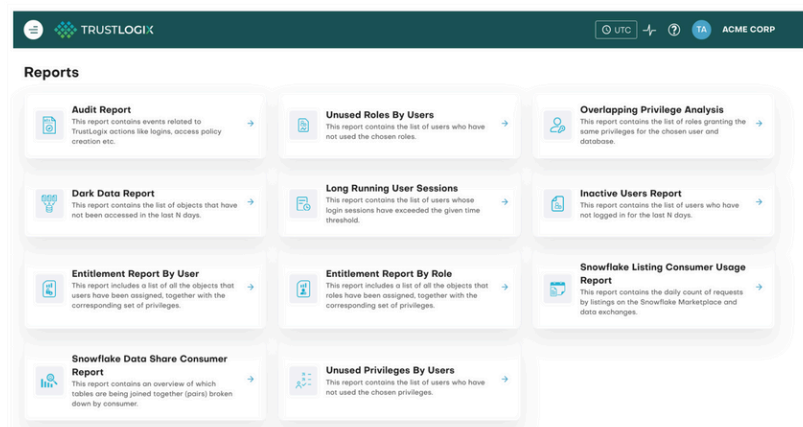 TRUSTLOGIX
UTC
TA
ACME CORP
Reports
Audit Report
This report contains events related to
TrustLogix actions like logins, access policy
creation etc.
Unused Roles By Users
This report contains the list of users who have
not used the chosen roles.
Overlapping Privilege Analysis
This report contains the list of roles granting the
same privileges for the chosen user and
database.
Dark Data Report
This report contains the list of objects that have
not been accessed in the last N days.
Long Running User Sessions
This report contains the list of users whose
login sessions have exceeded the given time
threshold.
Inactive Users Report
This report contains the list of users who have
not logged in for the last N days.
Entitlement Report By User
This report includes a list of all the objects that
users have been assigned, together with the
corresponding set of privileges.
Entitlement Report By Role
This report includes a list of all the objects that
roles have been assigned, together with the
corresponding set of privileges.
Snowflake Listing Consumer Usage
Report
This report contains the daily count of requests
by listings on the Snowflake Marketplace and
data exchanges.
Snowflake Data Share Consumer
Report
This report contains an overview of which
tables are being joined together (pairs) broken
down by consumer.
Unused Privileges By Users
This report contains the list of users who have
not used the chosen privileges.